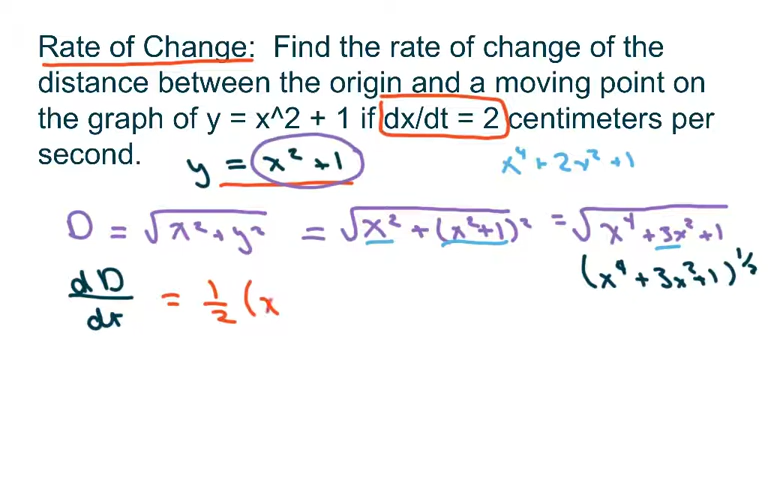 Rate of Change: Find the rate of change of the
distance between the origin and a moving point on
the graph of y = x^2 + 1 if dx/dt = 2 centimeters per
second.
y = x² + 1
x⁴ + 2x² + 1
D = √(x² + y²) = √(x² + (x²+1)²) = √(x⁴ + 3x² + 1)
(x⁴ + 3x² + 1)^½
dD/dt = 1/2 (x